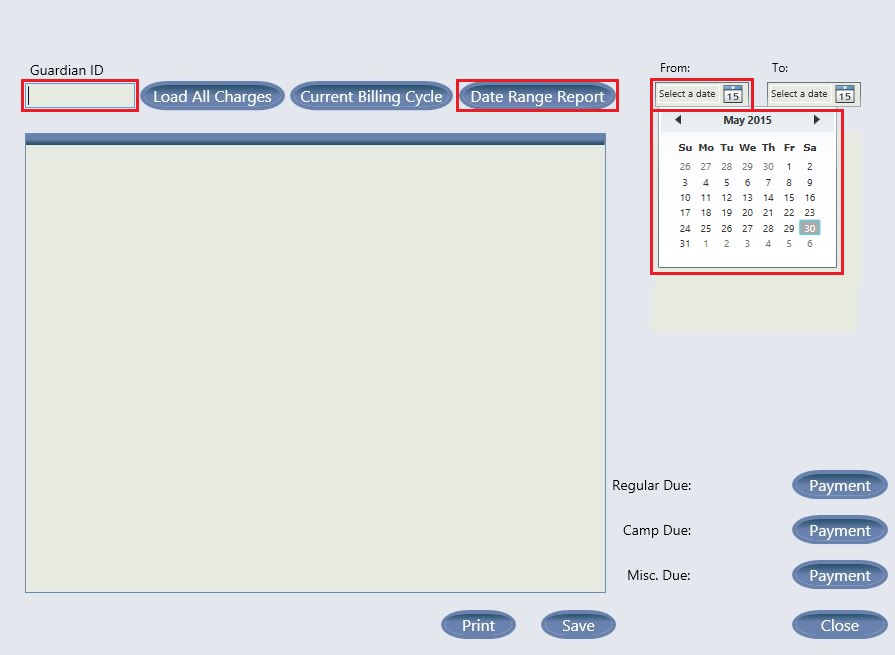 Guardian ID
From: To:
Load All Charges Current Billing Cycle Date Range Report Select a date 15 Select a date 15
May 2015
Su Mo Tu We Th Fr Sa
26 27 28 29 30 1 2
3 4 5 6 7 8 9
10 11 12 13 14 15 16
17 18 19 20 21 22 23
24 25 26 27 28 29 30
31 1 2 3 4 5 6
Regular Due: Payment
Camp Due: Payment
Misc. Due: Payment
Print Save Close